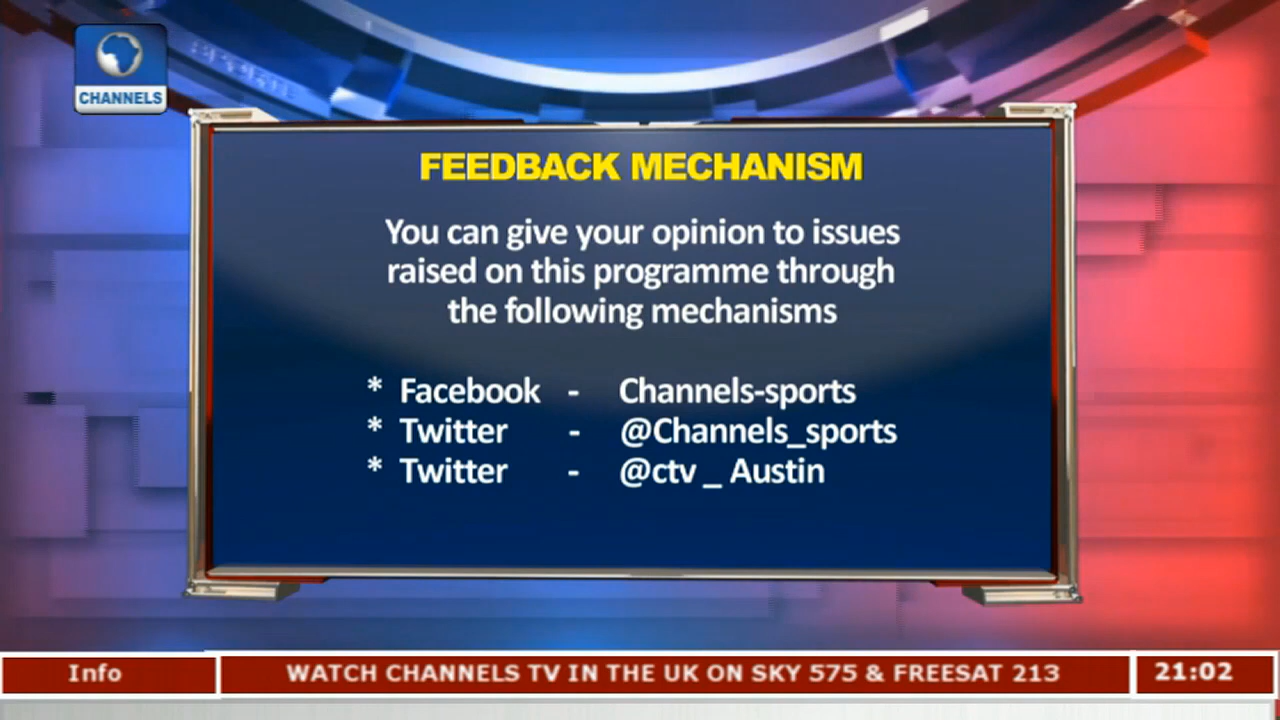 CHANNELS
FEEDBACK MECHANISM
You can give your opinion to issues
raised on this programme through
the following mechanisms
* Facebook - Channels-sports
* Twitter - @Channels_sports
* Twitter - @ctv _ Austin
Info WATCH CHANNELS TV IN THE UK ON SKY 575 & FREESAT 213 21:02